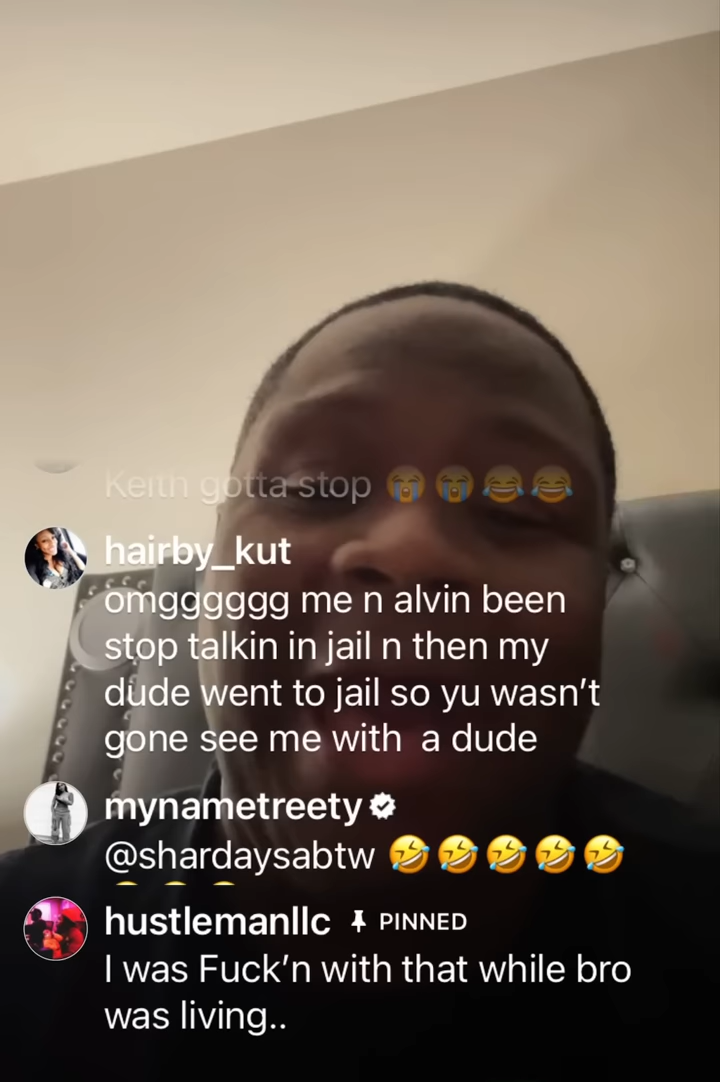 Keith gotta stop 😭😭😂😂
hairby_kut
omgggggg me n alvin been
stop talkin in jail n then my
dude went to jail so yu wasn’t
gone see me with  a dude
mynametreety
@shardaysabtw 🤣🤣🤣🤣🤣
hustlemanllc PINNED
I was Fuck’n with that while bro
was living..